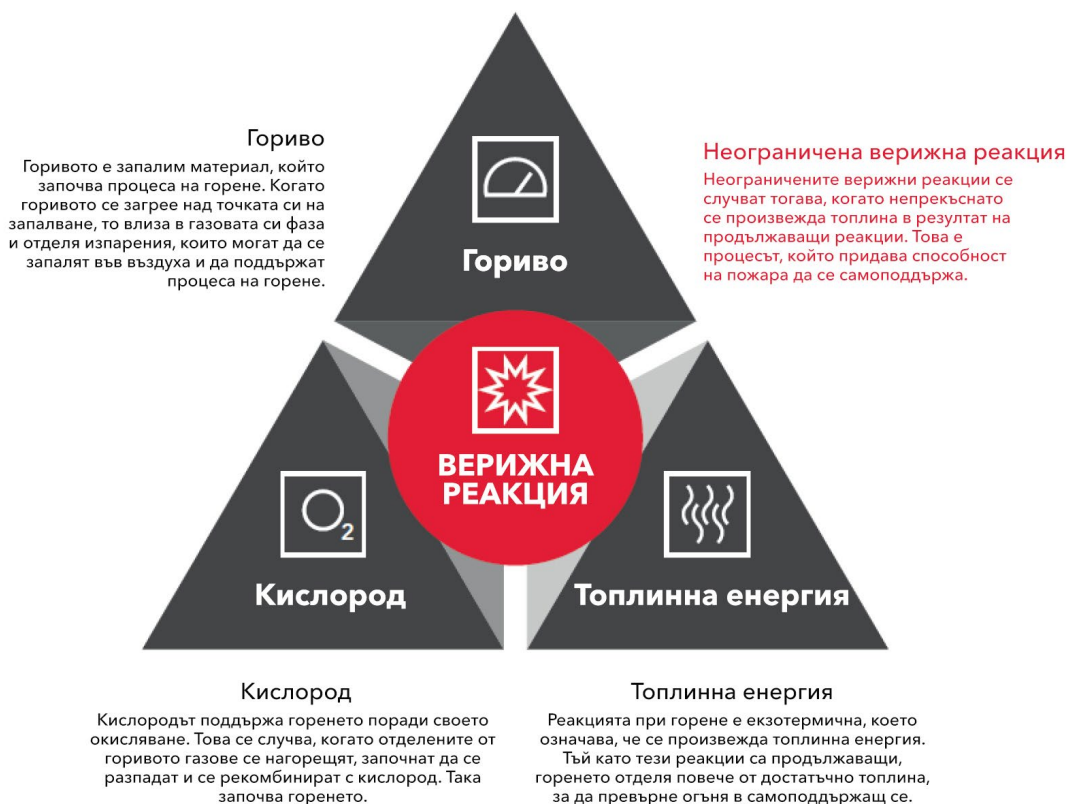 Гориво
Горивото е запалим материал, който
започва процеса на горене. Когато
горивото се загрее над точката си на
запалване, то влиза в газовата си фаза
и отделя изпарения, които могат да се
запалят във въздуха и да поддържат
процеса на горене.
Неограничена верижна реакция
Неограничените верижни реакции се
случват тогава, когато непрекъснато
се произвежда топлина в резултат на
продължаващи реакции. Това е
процесът, който придава способност
на пожара да се самоподдържа.
Гориво
ВЕРИЖНА
РЕАКЦИЯ
O2
Кислород
Топлинна енергия
Кислород
Кислородът поддържа горенето поради своето
окисляване. Това се случва, когато отделените от
горивото газове се нагорещят, започнат да се
разпадат и се рекомбинират с кислород. Така
започва горенето.
Топлинна енергия
Реакцията при горене е екзотермична, което
означава, че се произвежда топлинна енергия.
Тъй като тези реакции са продължаващи,
горенето отделя повече от достатъчно топлина,
за да превърне огъня в самоподдържащ се.